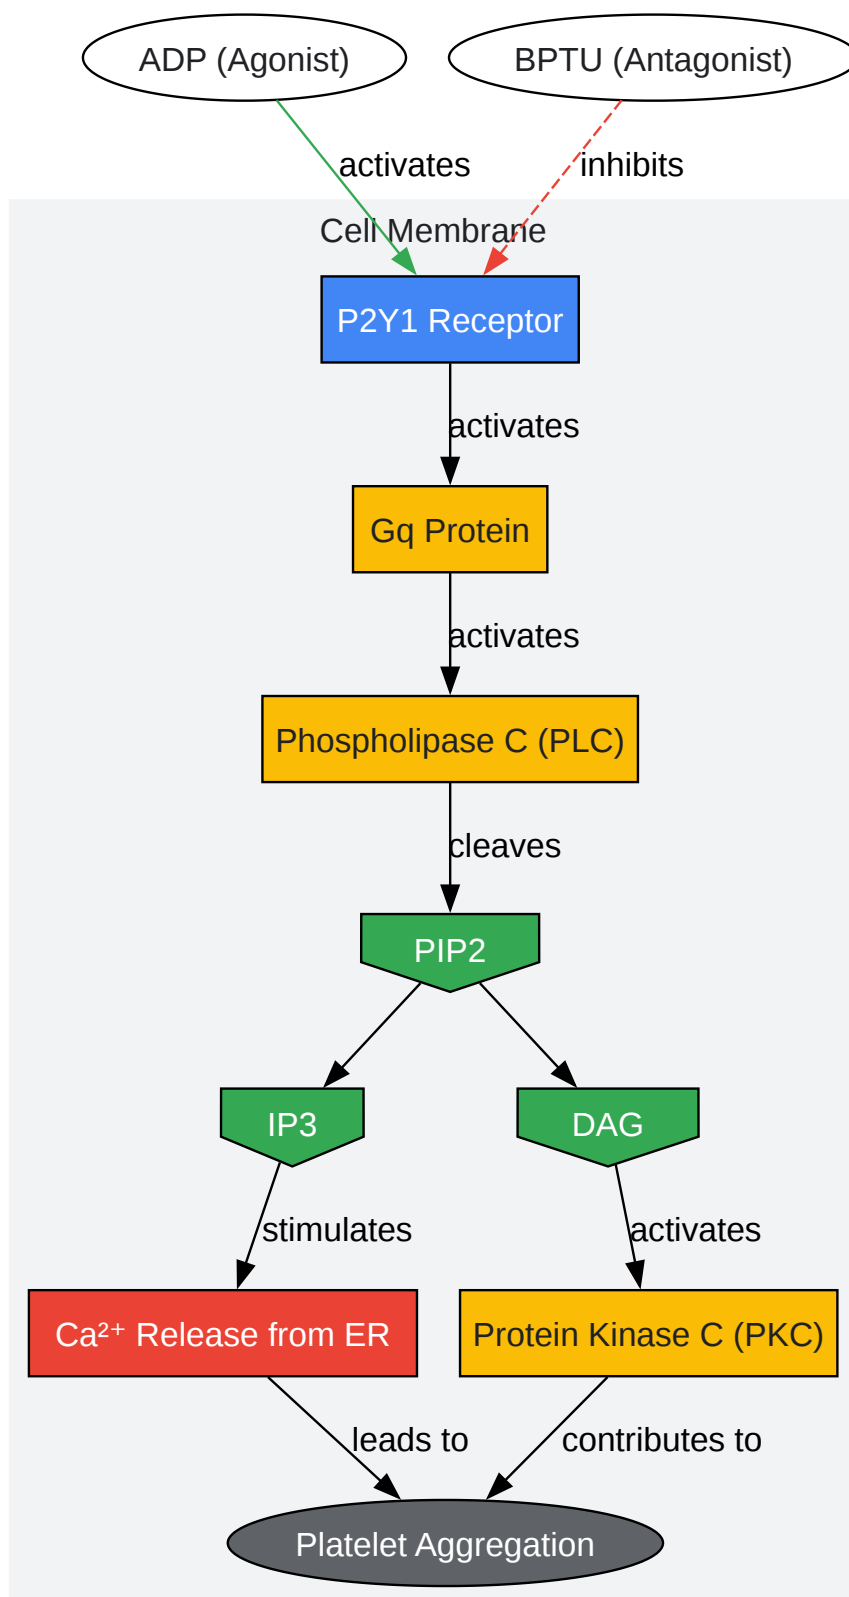 ADP (Agonist)
BPTU (Antagonist)
activates
inhibits
Cell Membrane
P2Y1 Receptor
activates
Gq Protein
activates
Phospholipase C (PLC)
cleaves
PIP2
IP3
DAG
stimulates
activates
Ca²⁺ Release from ER
Protein Kinase C (PKC)
leads to
contributes to
Platelet Aggregation